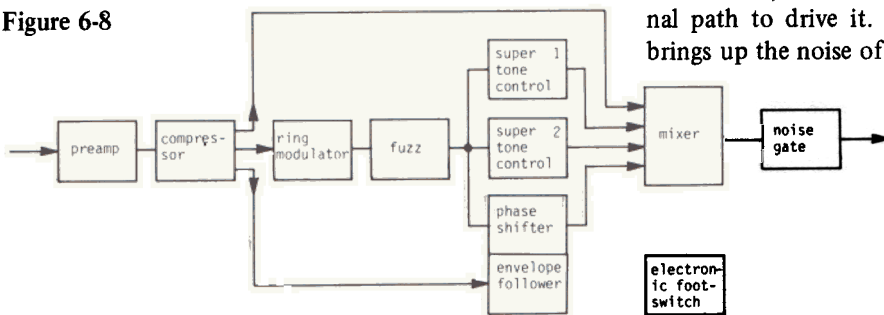 Figure 6-8
nal path to drive it.
brings up the noise of
preamp
compres-
sor
ring
modulator
fuzz
super 1
tone
control
super 2
tone
control
phase
shifter
envelope
follower
mixer
noise
gate
electron-
ic foot-
switch